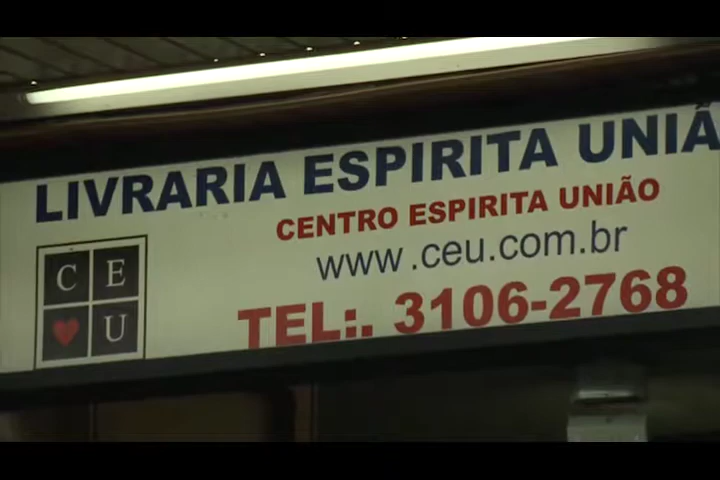 LIVRARIA ESPIRITA UNIÃ
CENTRO ESPIRITA UNIÃO
www.ceu.com.br
TEL:. 3106-2768
C E
U